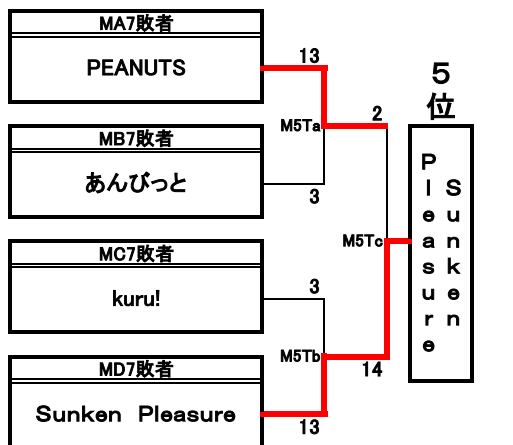 MA7敗者
PEANUTS
13
M5Ta
2
MB7敗者
あんびっと
3
5位
Sunken
Pleasure
M5Tc
MC7敗者
kuru!
3
M5Tb
14
MD7敗者
Sunken Pleasure
13